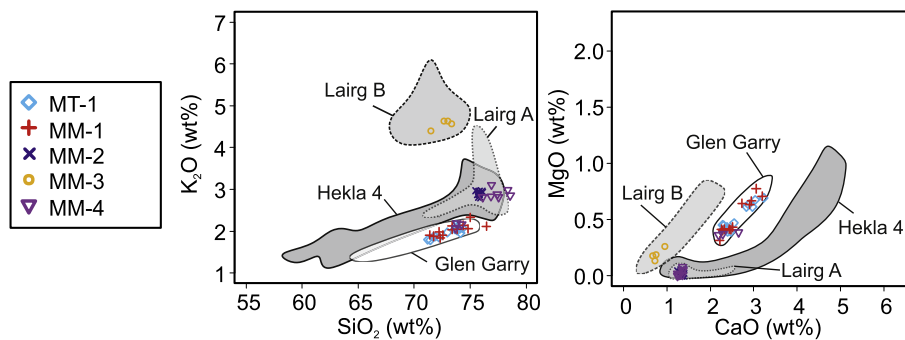 MT-1
MM-1
MM-2
MM-3
MM-4
K₂O (wt%)
7
6
5
4
3
2
1
Lairg B
Lairg A
Hekla 4
Glen Garry
55
60
65
70
75
80
SiO₂ (wt%)
MgO (wt%)
2.0
1.5
1.0
0.5
0.0
Glen Garry
Lairg B
Hekla 4
Lairg A
0
1
2
3
4
5
6
CaO (wt%)